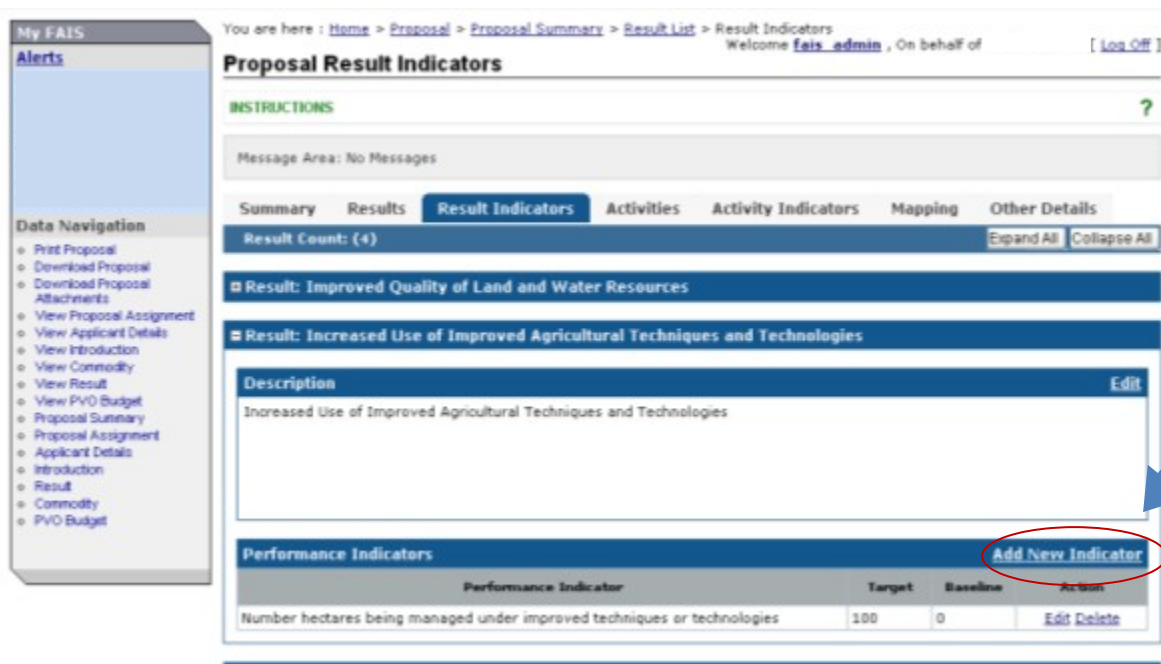 My FAIS
Alerts
Data Navigation
Print Proposal
Download Proposal
Download Proposal
Attachments
View Proposal Assignment
View Applicant Details
View Introduction
View Commodity
View Result
View PVO Budget
Proposal Summary
Proposal Assignment
Applicant Details
Introduction
Result
Commodity
PVO Budget
You are here : Home > Proposal > Proposal Summary > Result List > Result Indicators
Welcome fais_admin , On behalf of [ Log Off ]
Proposal Result Indicators
INSTRUCTIONS ?
Message Area: No Messages
Summary Results Result Indicators Activities Activity Indicators Mapping Other Details
Result Count: (4) Expand All Collapse All
Result: Improved Quality of Land and Water Resources
Result: Increased Use of Improved Agricultural Techniques and Technologies
Description Edit
Increased Use of Improved Agricultural Techniques and Technologies
Performance Indicators Add New Indicator
Performance Indicator Target Baseline Action
Number hectares being managed under improved techniques or technologies 100 0 Edit Delete